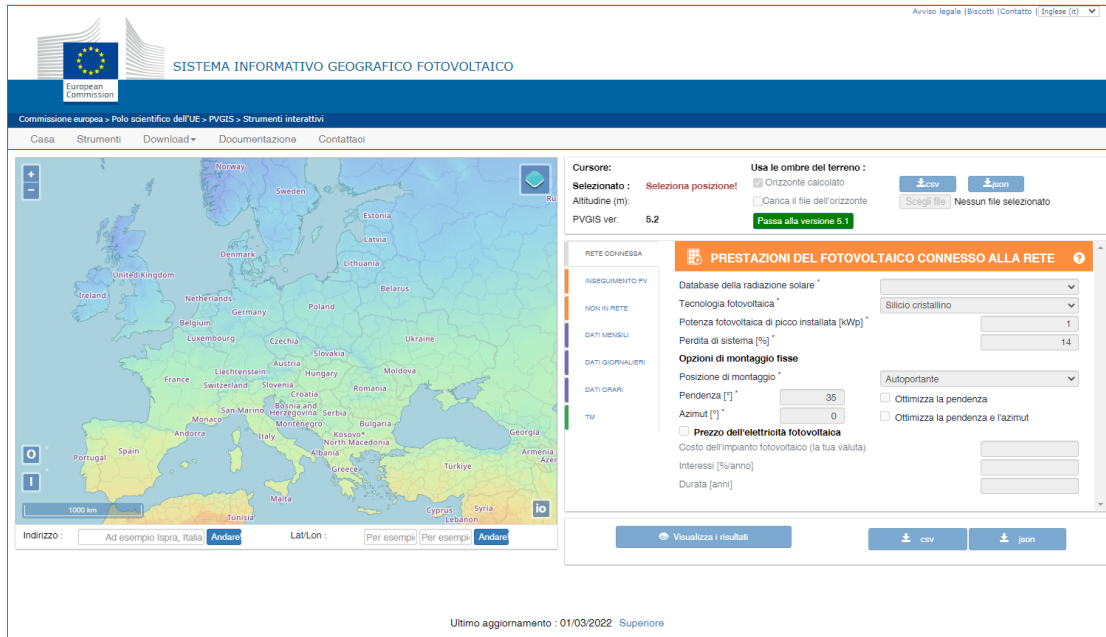 Avviso legale |Biscotti |Contatto | Inglese (it)
European
Commission
SISTEMA INFORMATIVO GEOGRAFICO FOTOVOLTAICO
Commissione europea > Polo scientifico dell'UE > PVGIS > Strumenti interattivi
Casa Strumenti Download Documentazione Contattaci
+
−
Norway
Sweden
Ru
Estonia
Latvia
Denmark
Lithuania
United Kingdom
Ireland
Belarus
Netherlands
Germany
Poland
Belgium
Luxembourg
Czechia
Ukraine
Slovakia
Austria
Liechtenstein
Hungary
Moldova
France
Switzerland
Slovenia
Romania
Croatia
San Marino
Bosnia and
Herzegovina
Serbia
Monaco
Montenegro
Bulgaria
Andorra
Italy
Kosovo*
Georgia
North Macedonia
Spain
Albania
Armenia
Portugal
Azer
Greece
Türkiye
Malta
Cyprus
Syria
Tunisia
Lebanon
O
I
1000 km
io
Indirizzo : Ad esempio Ispra, Italia Andare! Lat/Lon : Per esempi Per esempi Andare!
Cursore:
Selezionato : Seleziona posizione!
Altitudine (m):
PVGIS ver. 5.2
Usa le ombre del terreno :
Orizzonte calcolato
csv json
Carica il file dell'orizzonte
Scegli file Nessun file selezionato
Passa alla versione 5.1
RETE CONNESSA
INSEGUIMENTO PV
NON IN RETE
DATI MENSILI
DATI GIORNALIERI
DATI ORARI
TM
PRESTAZIONI DEL FOTOVOLTAICO CONNESSO ALLA RETE ?
Database della radiazione solare *
Tecnologia fotovoltaica * Silicio cristallino
Potenza fotovoltaica di picco installata [kWp] * 1
Perdita di sistema [%] * 14
Opzioni di montaggio fisse
Posizione di montaggio * Autoportante
Pendenza [°] * 35 Ottimizza la pendenza
Azimut [°] * 0 Ottimizza la pendenza e l'azimut
Prezzo dell'elettricità fotovoltaica
Costo dell'impianto fotovoltaico (la tua valuta)
Interessi [%/anno]
Durata [anni]
Visualizza i risultati
csv json
Ultimo aggiornamento : 01/03/2022 Superiore